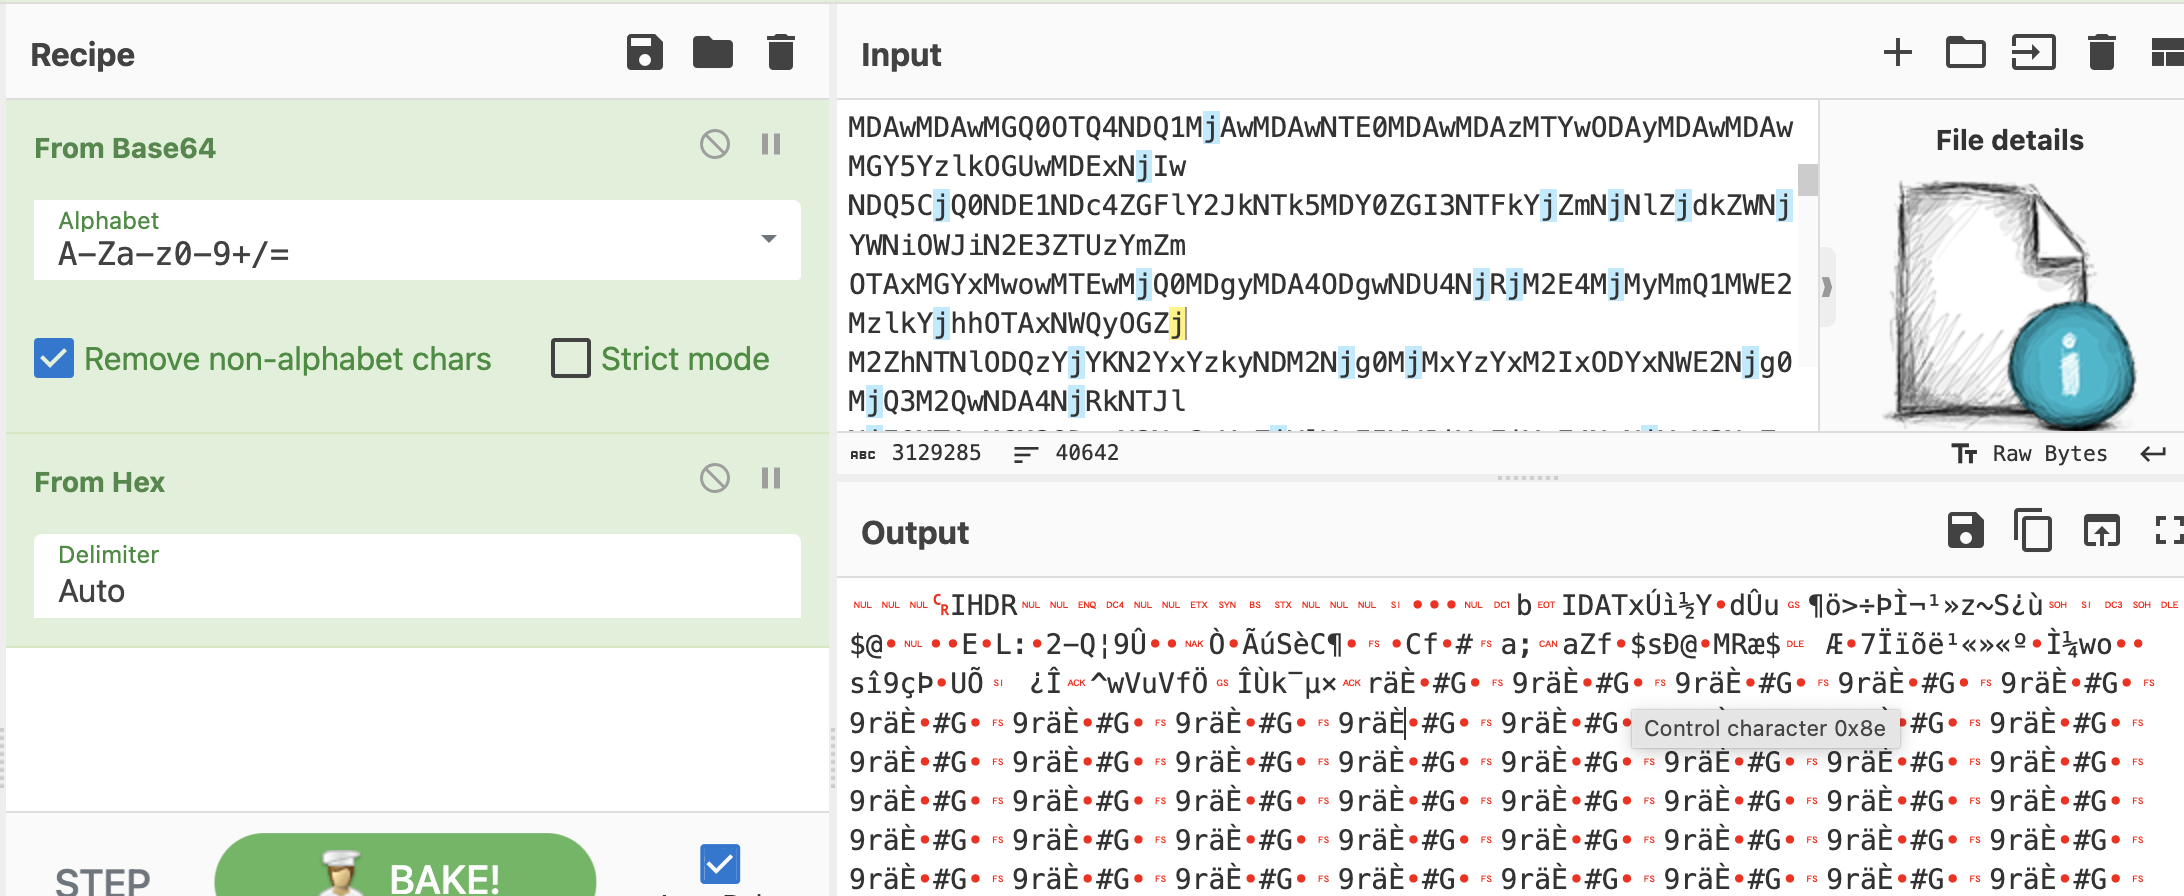 Recipe
From Base64
Alphabet
A-Za-z0-9+/=
Remove non-alphabet chars
Strict mode
From Hex
Delimiter
Auto
STEP
BAKE!
Input
MDAwMDAwMGQ0OTQ4NDQ1MjAwMDAwNTE0MDAwMDAzMTYwODAyMDAwMDAw
MGY5YzlkOGUwMDExNjIw
NDQ5CjQ0NDE1NDc4ZGFlY2JkNTk5MDY0ZGI3NTFkYjZmNjNlZjdkZWNj
YWNiOWJiN2E3ZTUzYmZm
OTAxMGYxMwowMTEwMjQ0MDgyMDA4ODgwNDU4NjRjM2E4MjMyMmQ1MWE2
MzlkYjhhOTAxNWQyOGZj
M2ZhNTNlODQzYjYKN2YxYzkyNDM2Njg0MjMxYzYxM2IxODYxNWE2Njg0
MjQ3M2QwNDA4NjRkNTJl
3129285
40642
Raw Bytes
File details
Output
NUL NUL NUL CR IHDR NUL NUL ENQ DC4 NUL NUL ETX SYN BS STX NUL NUL NUL SI • • • NUL DC1 b EOT IDATxÚì½Y•dÛu GS ¶ö>÷ÞÌ¬¹»z~S¿ù SOH SI DC3 SOH DLE
$@• NUL ••E•L:•2-Q¦9Û•• NAK Ò•ÃúSèC¶• FS •Cf•# FS a; CAN aZf•$sÐ@•MRæ$ DLE Æ•7Ïïõë¹«»«º•Ì¼wo••
sî9çÞ•UÕ SI ¿Î ACK ^wVuVfÖ GS ÎÙk¯µ× ACK räÈ•#G• FS 9räÈ•#G• FS 9räÈ•#G• FS 9räÈ•#G• FS 9räÈ•#G• FS
9räÈ•#G• FS 9räÈ•#G• FS 9räÈ•#G• FS 9räÈ•#G• FS 9räÈ•#G• •#G• FS 9räÈ•#G• FS
Control character 0x8e
9räÈ•#G• FS 9räÈ•#G• FS 9räÈ•#G• FS 9räÈ•#G• FS 9räÈ•#G• FS 9räÈ•#G• FS 9räÈ•#G• FS 9räÈ•#G• FS
9räÈ•#G• FS 9räÈ•#G• FS 9räÈ•#G• FS 9räÈ•#G• FS 9räÈ•#G• FS 9räÈ•#G• FS 9räÈ•#G• FS 9räÈ•#G• FS
9räÈ•#G• FS 9räÈ•#G• FS 9räÈ•#G• FS 9räÈ•#G• FS 9räÈ•#G• FS 9räÈ•#G• FS 9räÈ•#G• FS 9räÈ•#G• FS
9räÈ•#G• FS 9räÈ•#G• FS 9räÈ•#G• FS 9räÈ•#G• FS 9räÈ•#G• FS 9räÈ•#G• FS 9räÈ•#G• FS 9räÈ•#G• FS